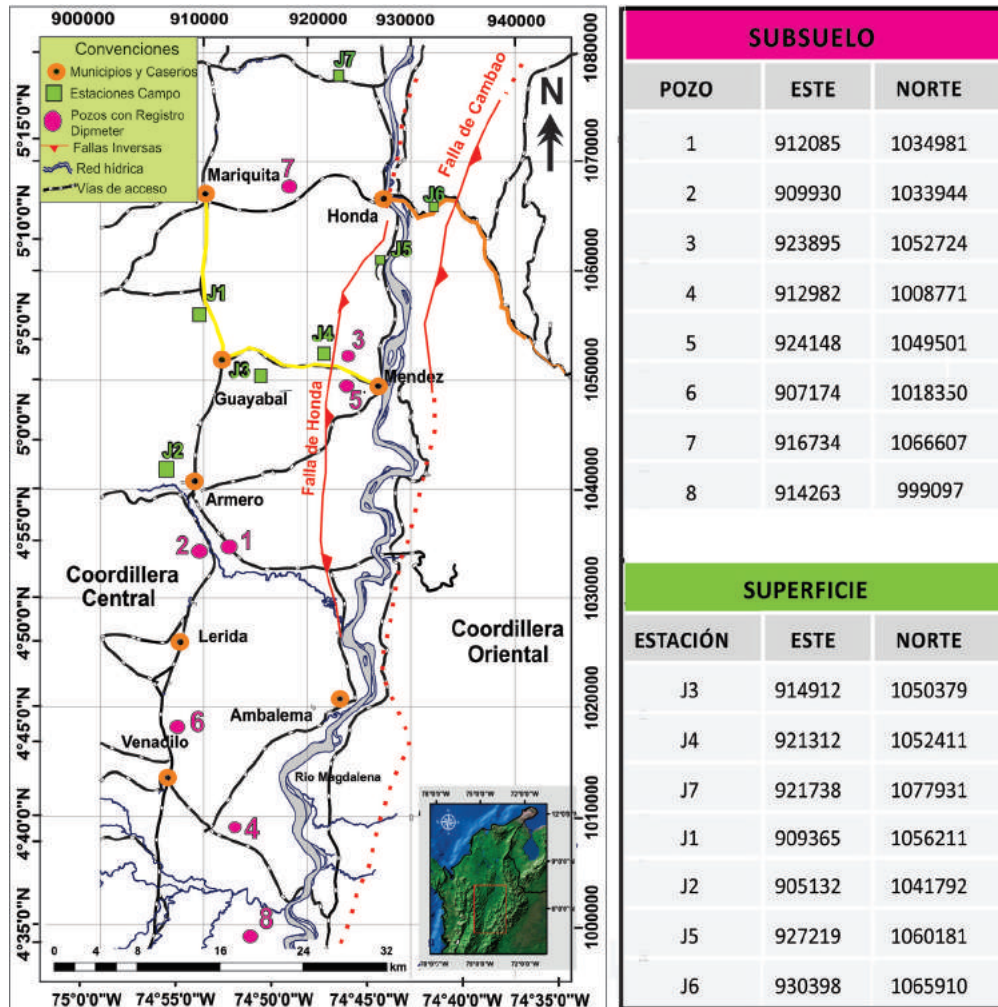 900000 910000 920000 930000 940000
Convenciones
Municipios y Caserios
Estaciones Campo
Pozos con Registro
Dipmeter
Fallas Inversas
Red hídrica
Vías de acceso
5°15'0"N
5°10'0"N
5°5'0"N
5°0'0"N
4°55'0"N
4°50'0"N
4°45'0"N
4°40'0"N
4°35'0"N
J7
N
Falla de Cambao
Mariquita
7
Honda
J6
J5
J1
J4
3
J3
Mendez
Guayabal
5
Falla de Honda
J2
Armero
2
1
Coordillera
Central
Lerida
Coordillera
Oriental
Ambalema
6
Venadilo
Rio Magdalena
4
8
1080000
1070000
1060000
1050000
1040000
1030000
1020000
1010000
1000000
0 4 8 16 24 32
km
75°0'0"W 74°55'0"W 74°50'0"W 74°45'0"W 74°40'0"W 74°35'0"W
SUBSUELO
POZO ESTE NORTE
1 912085 1034981
2 909930 1033944
3 923895 1052724
4 912982 1008771
5 924148 1049501
6 907174 1018350
7 916734 1066607
8 914263 999097
SUPERFICIE
ESTACIÓN ESTE NORTE
J3 914912 1050379
J4 921312 1052411
J7 921738 1077931
J1 909365 1056211
J2 905132 1041792
J5 927219 1060181
J6 930398 1065910